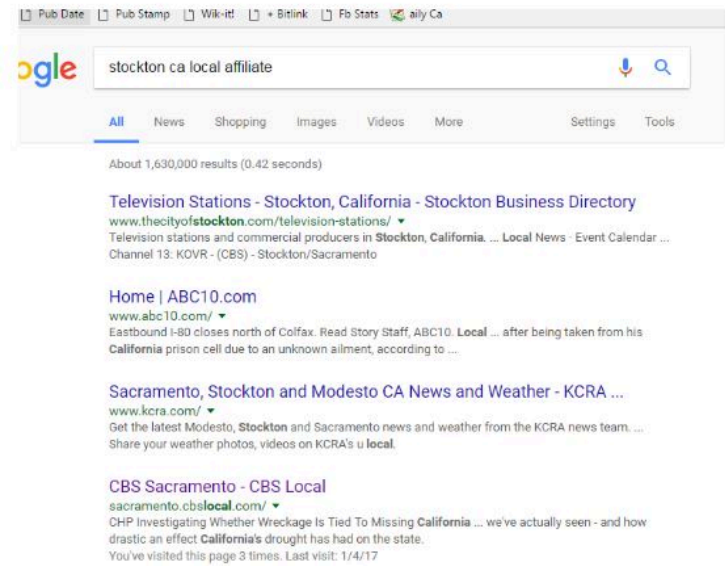 Pub Date Pub Stamp Wik-it! + Bitlink Fb Stats aily Ca
ogle stockton ca local affiliate
All News Shopping Images Videos More Settings Tools
About 1,630,000 results (0.42 seconds)
Television Stations - Stockton, California - Stockton Business Directory
www.thecityofstockton.com/television-stations/
Television stations and commercial producers in Stockton, California. ... Local News · Event Calendar ...
Channel 13: KOVR - (CBS) - Stockton/Sacramento
Home | ABC10.com
www.abc10.com/
Eastbound I-80 closes north of Colfax. Read Story Staff, ABC10. Local ... after being taken from his
California prison cell due to an unknown ailment, according to ...
Sacramento, Stockton and Modesto CA News and Weather - KCRA ...
www.kcra.com/
Get the latest Modesto, Stockton and Sacramento news and weather from the KCRA news team. ...
Share your weather photos, videos on KCRA's u local.
CBS Sacramento - CBS Local
sacramento.cbslocal.com/
CHP Investigating Whether Wreckage Is Tied To Missing California ... we've actually seen - and how
drastic an effect California's drought has had on the state.
You've visited this page 3 times. Last visit: 1/4/17